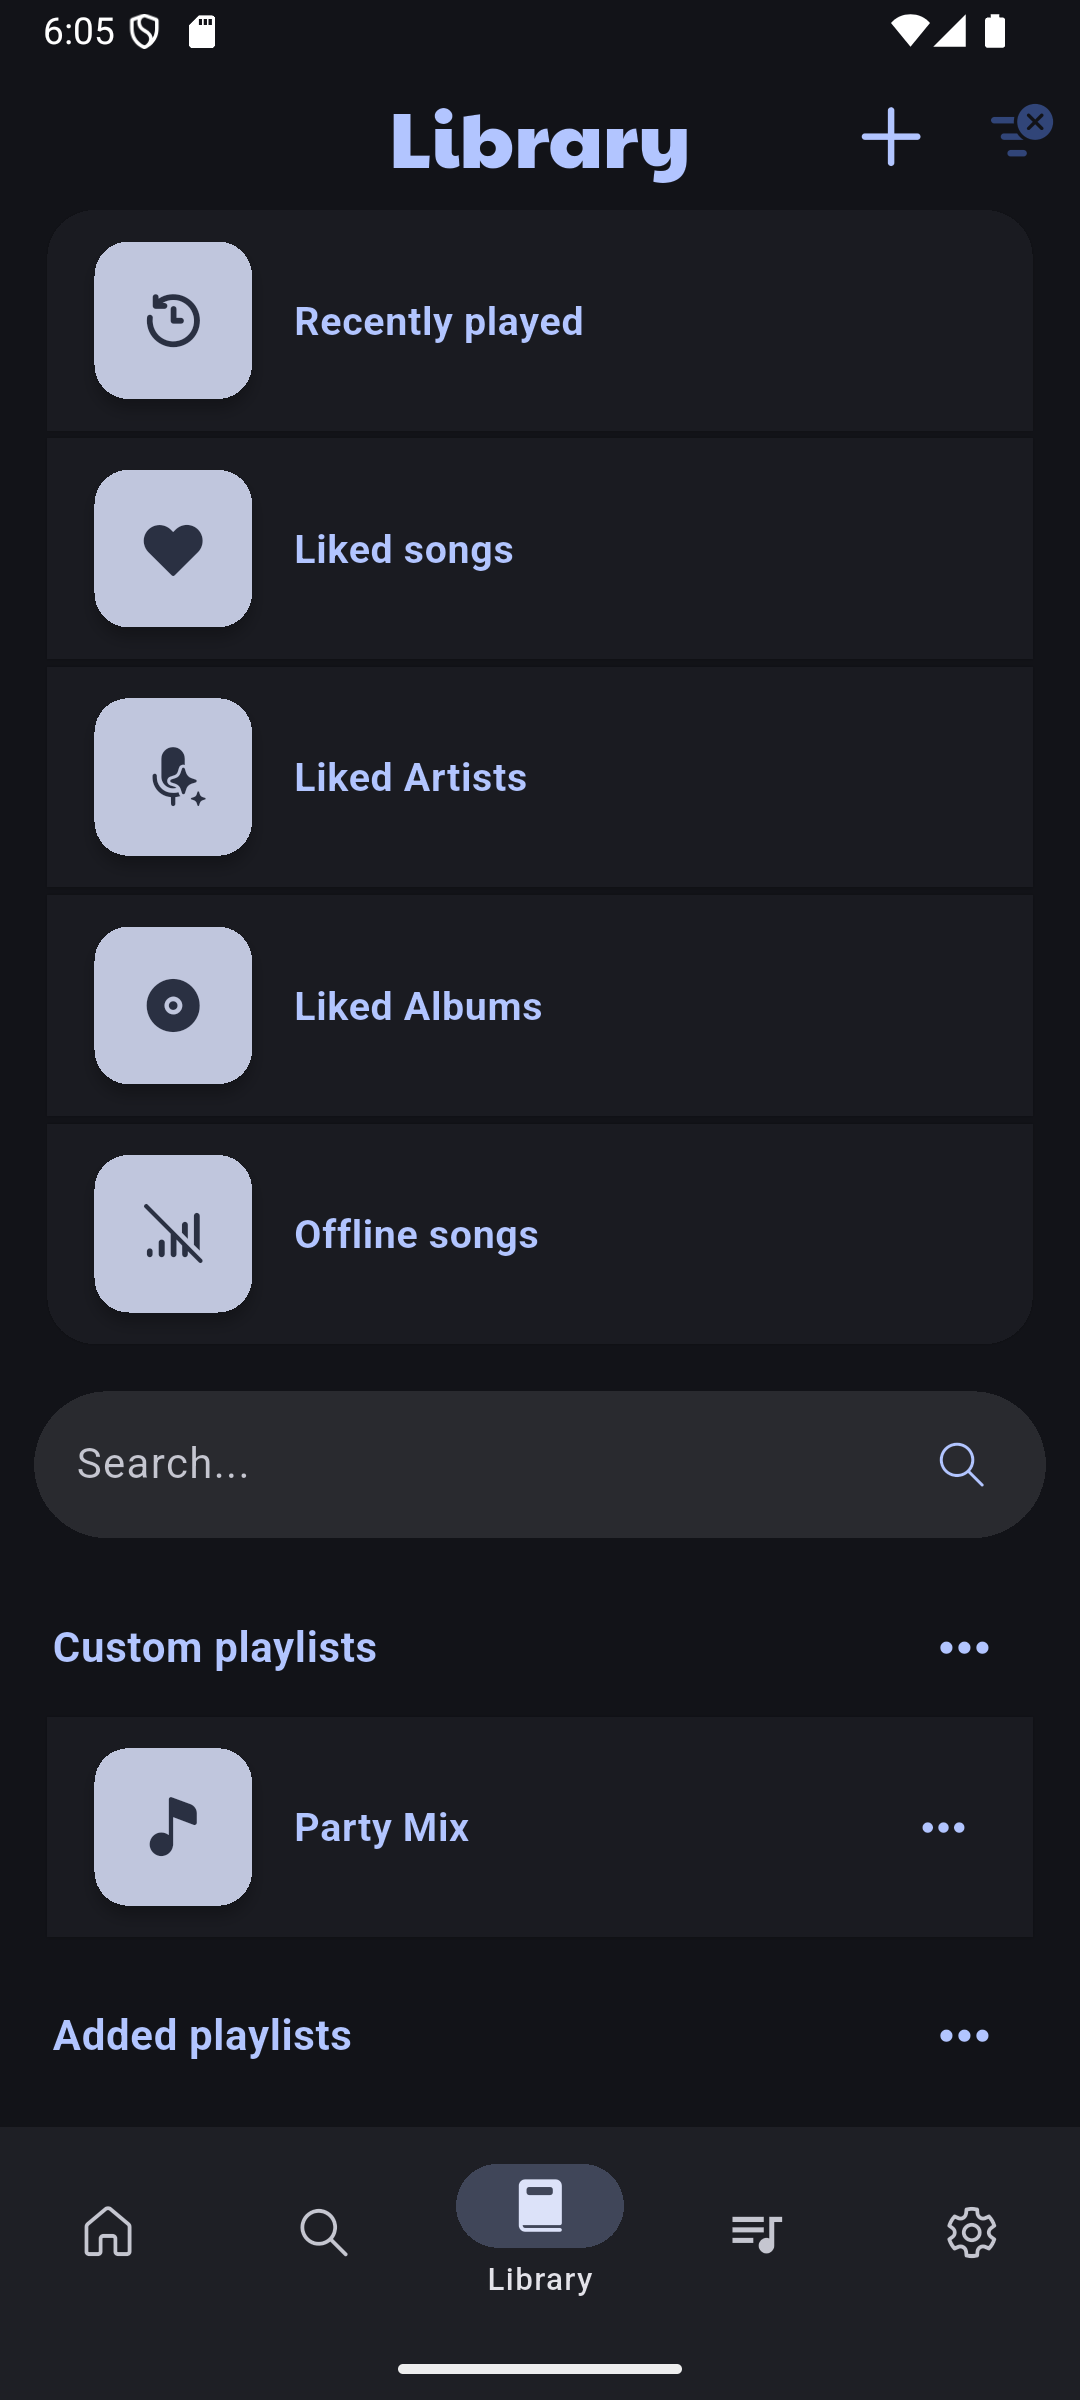 6:05
Library
Recently played
Liked songs
Liked Artists
Liked Albums
Offline songs
Search...
Custom playlists
Party Mix
Added playlists
Library